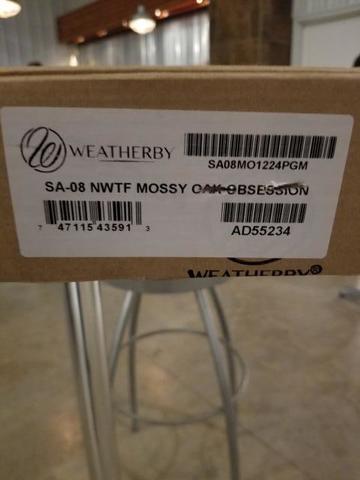 WEATHERBY
SA08MO1224PGM
SA-08 NWTF MOSSY OAK OBSESSION
7 47115 43591 3
AD55234
WEATHERBY®